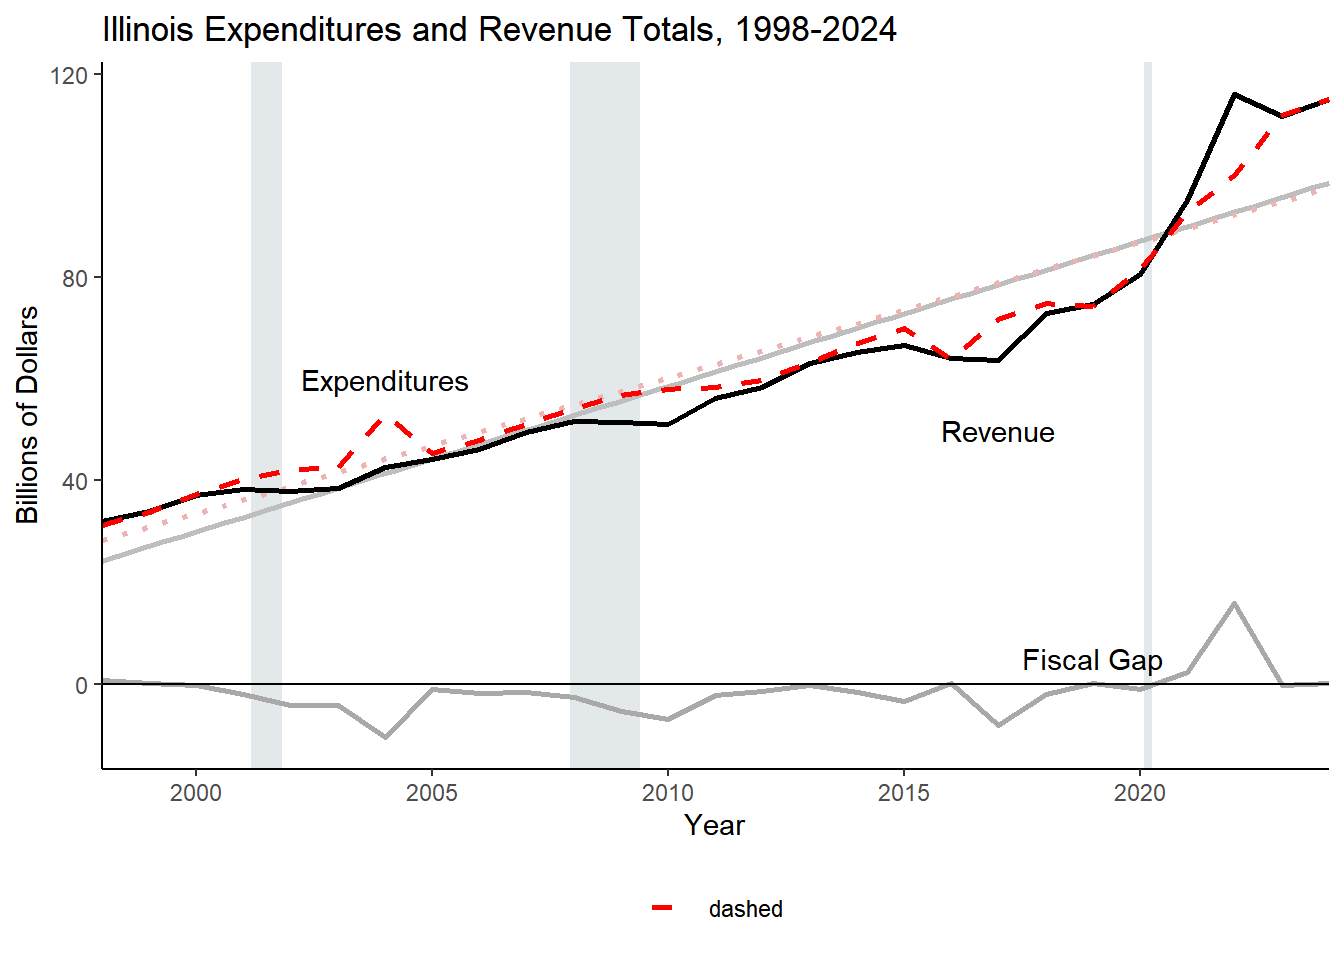 Illinois Expenditures and Revenue Totals, 1998-2024
120
80
40
0
Billions of Dollars
Expenditures
Revenue
Fiscal Gap
2000 2005 2010 2015 2020
Year
dashed